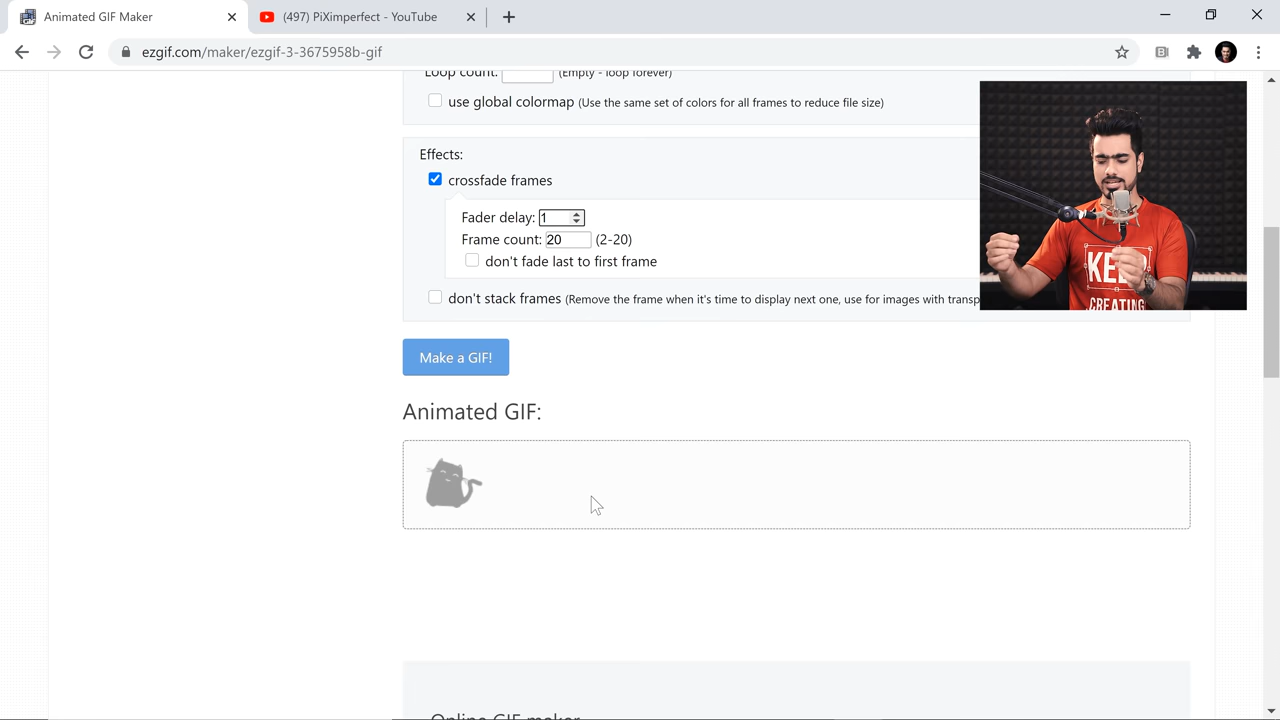 Animated GIF Maker
(497) PiXimperfect - YouTube
ezgif.com/maker/ezgif-3-3675958b-gif
Loop count: (Empty - loop forever)
use global colormap (Use the same set of colors for all frames to reduce file size)
Effects:
crossfade frames
Fader delay: 1
Frame count: 20 (2-20)
don't fade last to first frame
don't stack frames (Remove the frame when it's time to display next one, use for images with transp
KEEP
CREATING
Make a GIF!
Animated GIF:
Online GIF maker